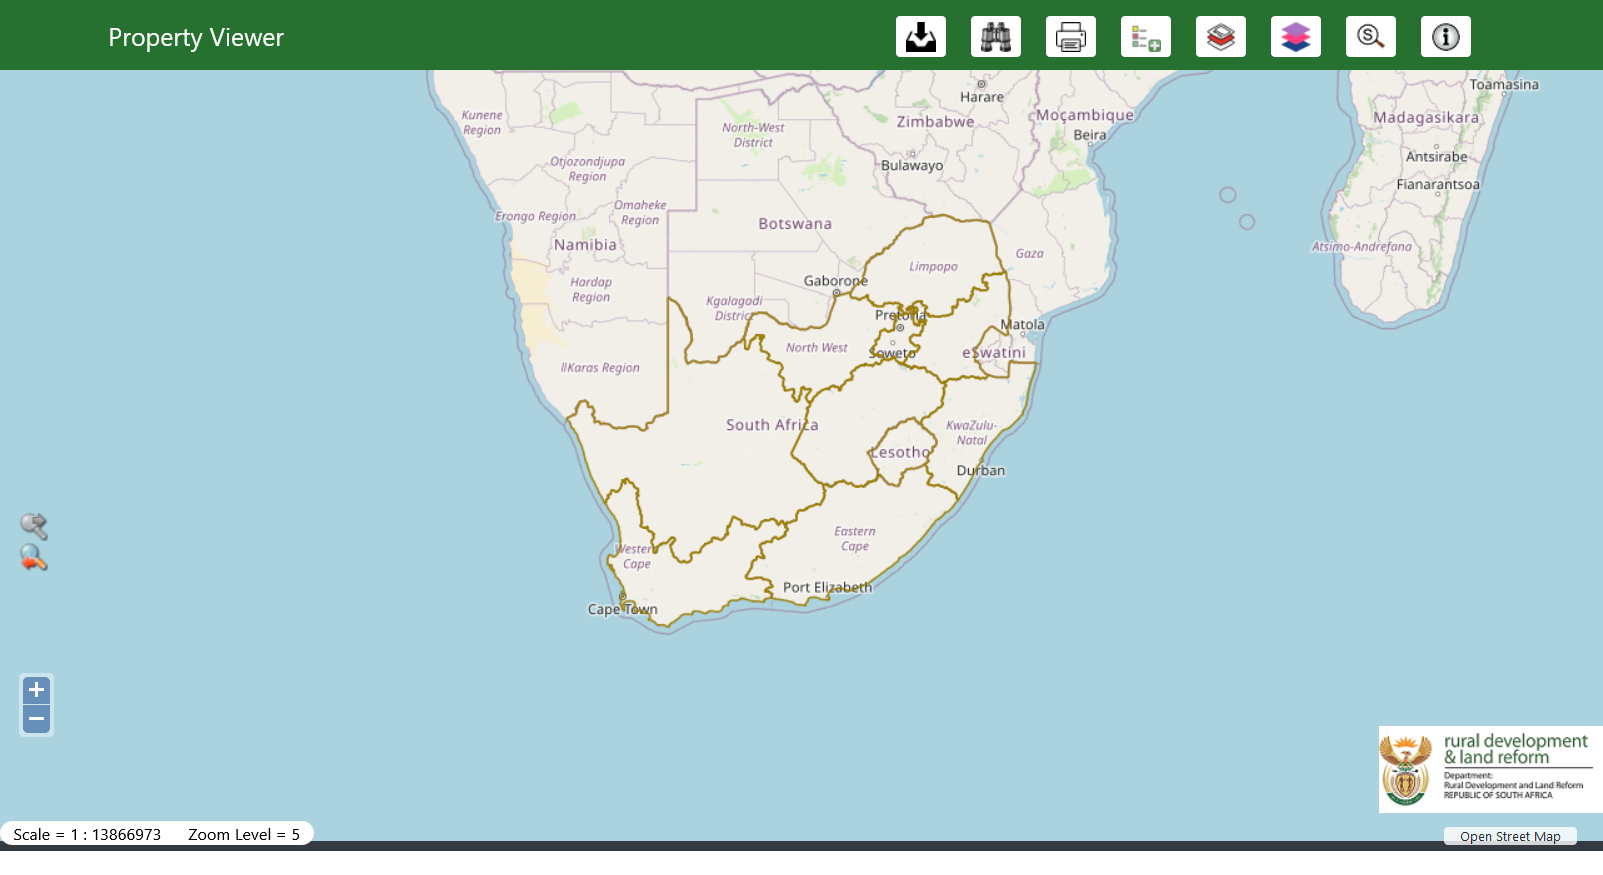 Property Viewer
Toamasina
Harare
Kunene
Region
Moçambique
Madagasikara
Zimbabwe
North-West
District
Beira
Antsirabe
Otjozondjupa
Region
Bulawayo
Fianarantsoa
Omaheke
Region
Erongo Region
Botswana
Namibia
Gaza
Atsimo-Andrefana
Limpopo
Hardap
Region
Gaborone
Kgalagadi
District
Pretoria
Matola
North West
Soweto
eSwatini
ǁKaras Region
South Africa
KwaZulu-
Natal
Lesotho
Durban
Eastern
Cape
Western
Cape
Port Elizabeth
Cape Town
+
−
rural development
& land reform
Department:
Rural Development and Land Reform
REPUBLIC OF SOUTH AFRICA
Scale = 1 : 13866973 Zoom Level = 5
Open Street Map